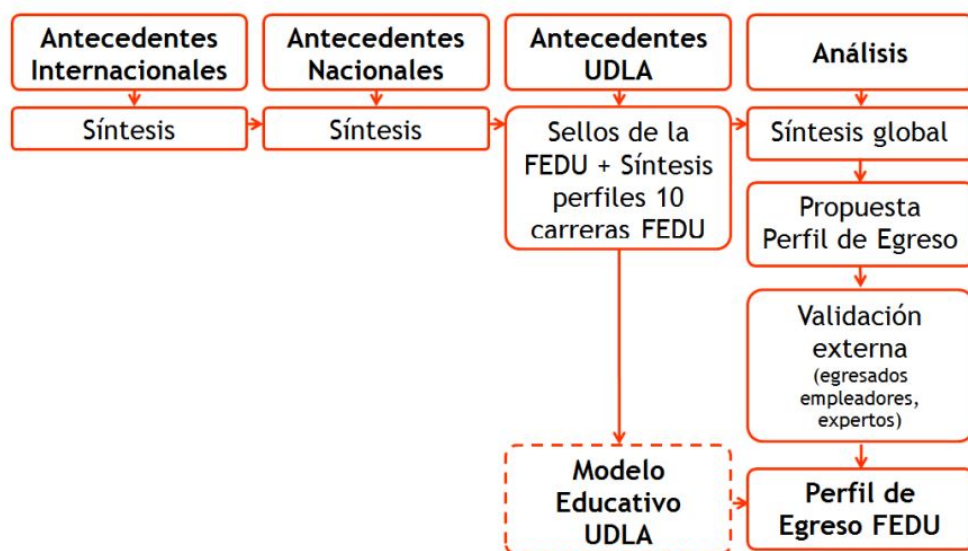 Antecedentes
Internacionales
Antecedentes
Nacionales
Antecedentes
UDLA
Análisis
Síntesis
Síntesis
Sellos de la
FEDU + Síntesis
perfiles 10
carreras FEDU
Síntesis global
Propuesta
Perfil de Egreso
Validación
externa
(egresados
empleadores,
expertos)
Modelo
Educativo
UDLA
Perfil de
Egreso FEDU